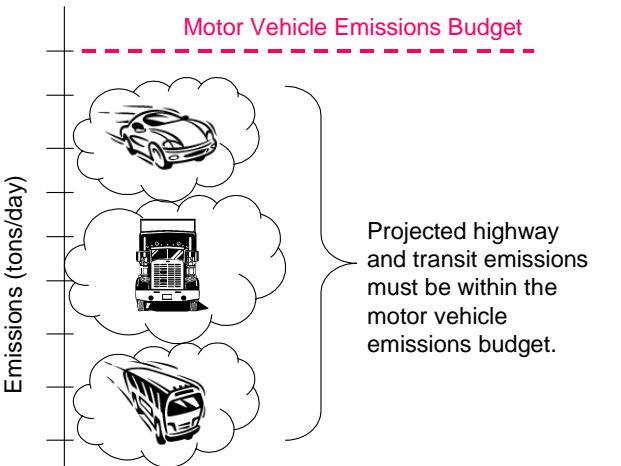 Motor Vehicle Emissions Budget
Emissions (tons/day)
Projected highway
and transit emissions
must be within the
motor vehicle
emissions budget.